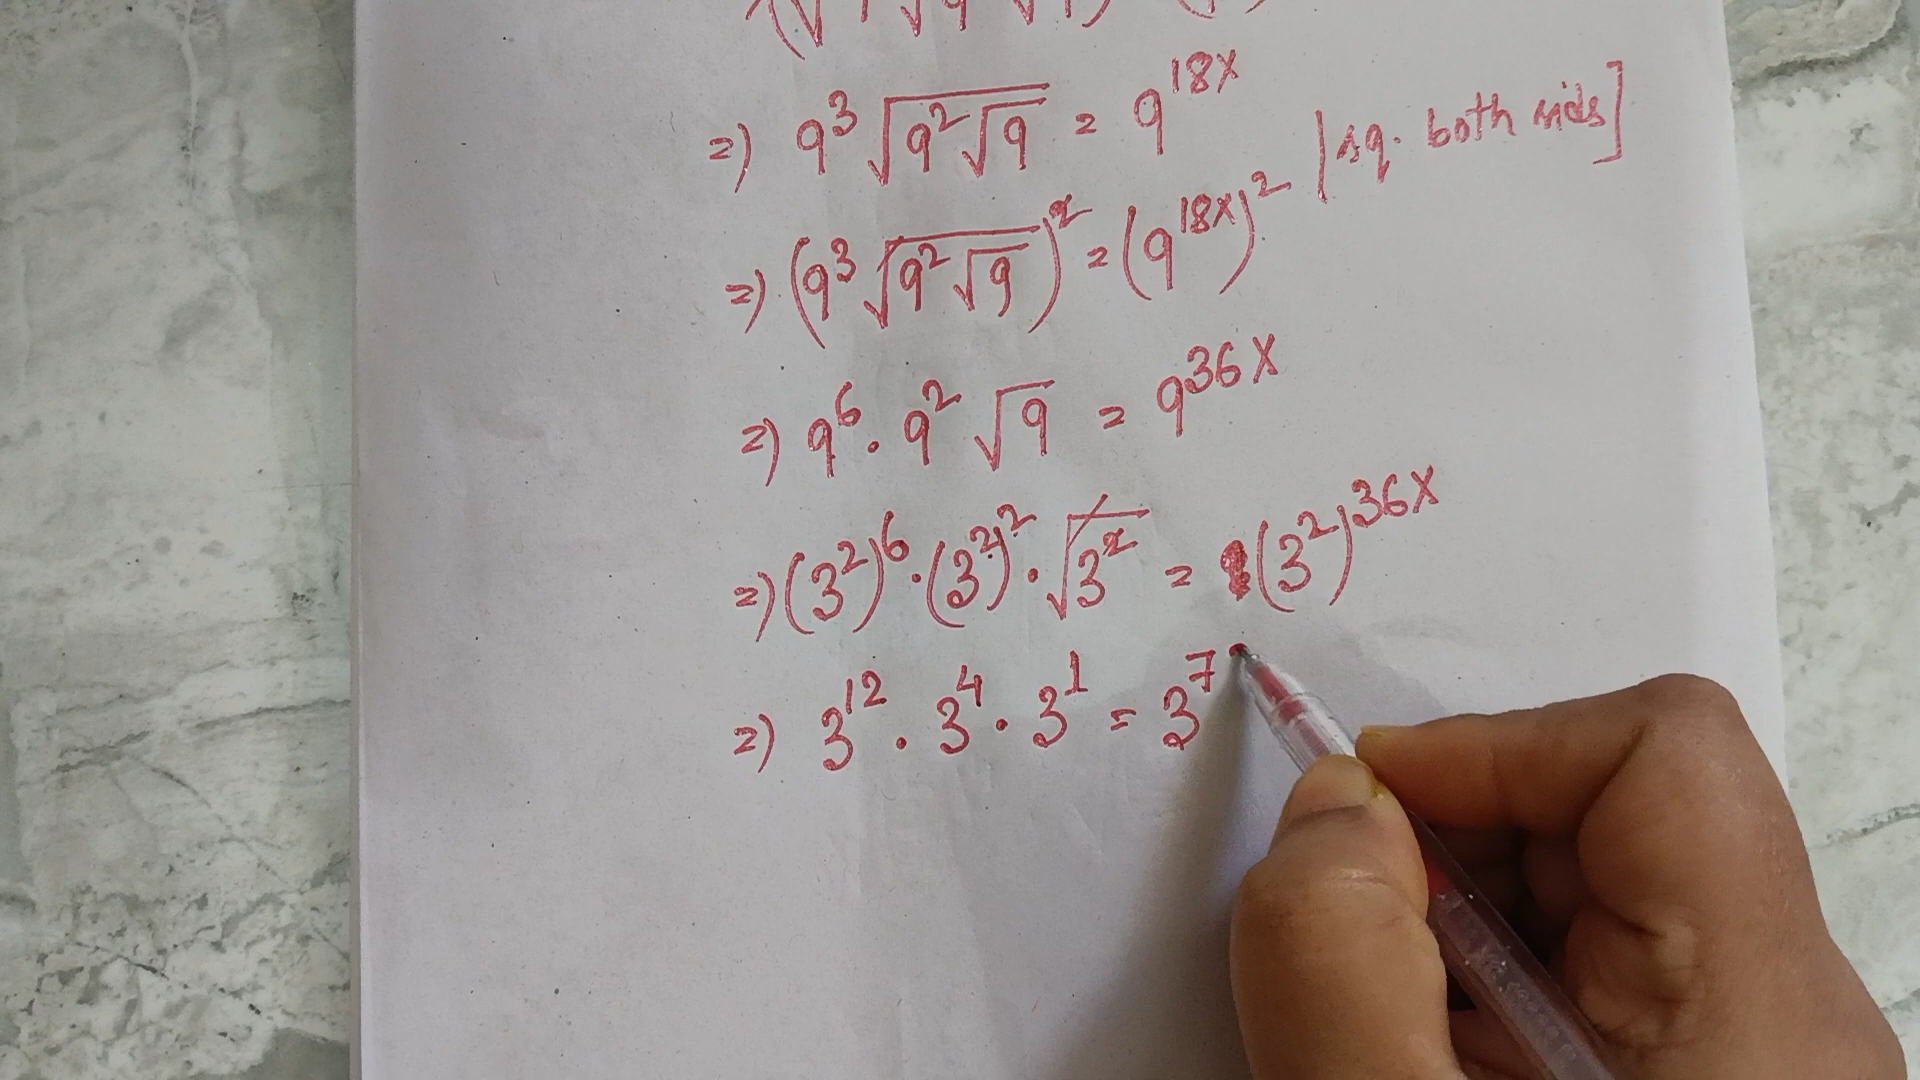 =) 9³ √(9²√9) = 9^18x [sq. both sides]
=) (9³ √(9²√9))² = (9^18x)²
=) 9⁶ . 9² √9 = 9^36x
=) (3²)⁶ . (3²)² . √3² = (3²)^36x
=) 3¹² . 3⁴ . 3¹ = 3⁷